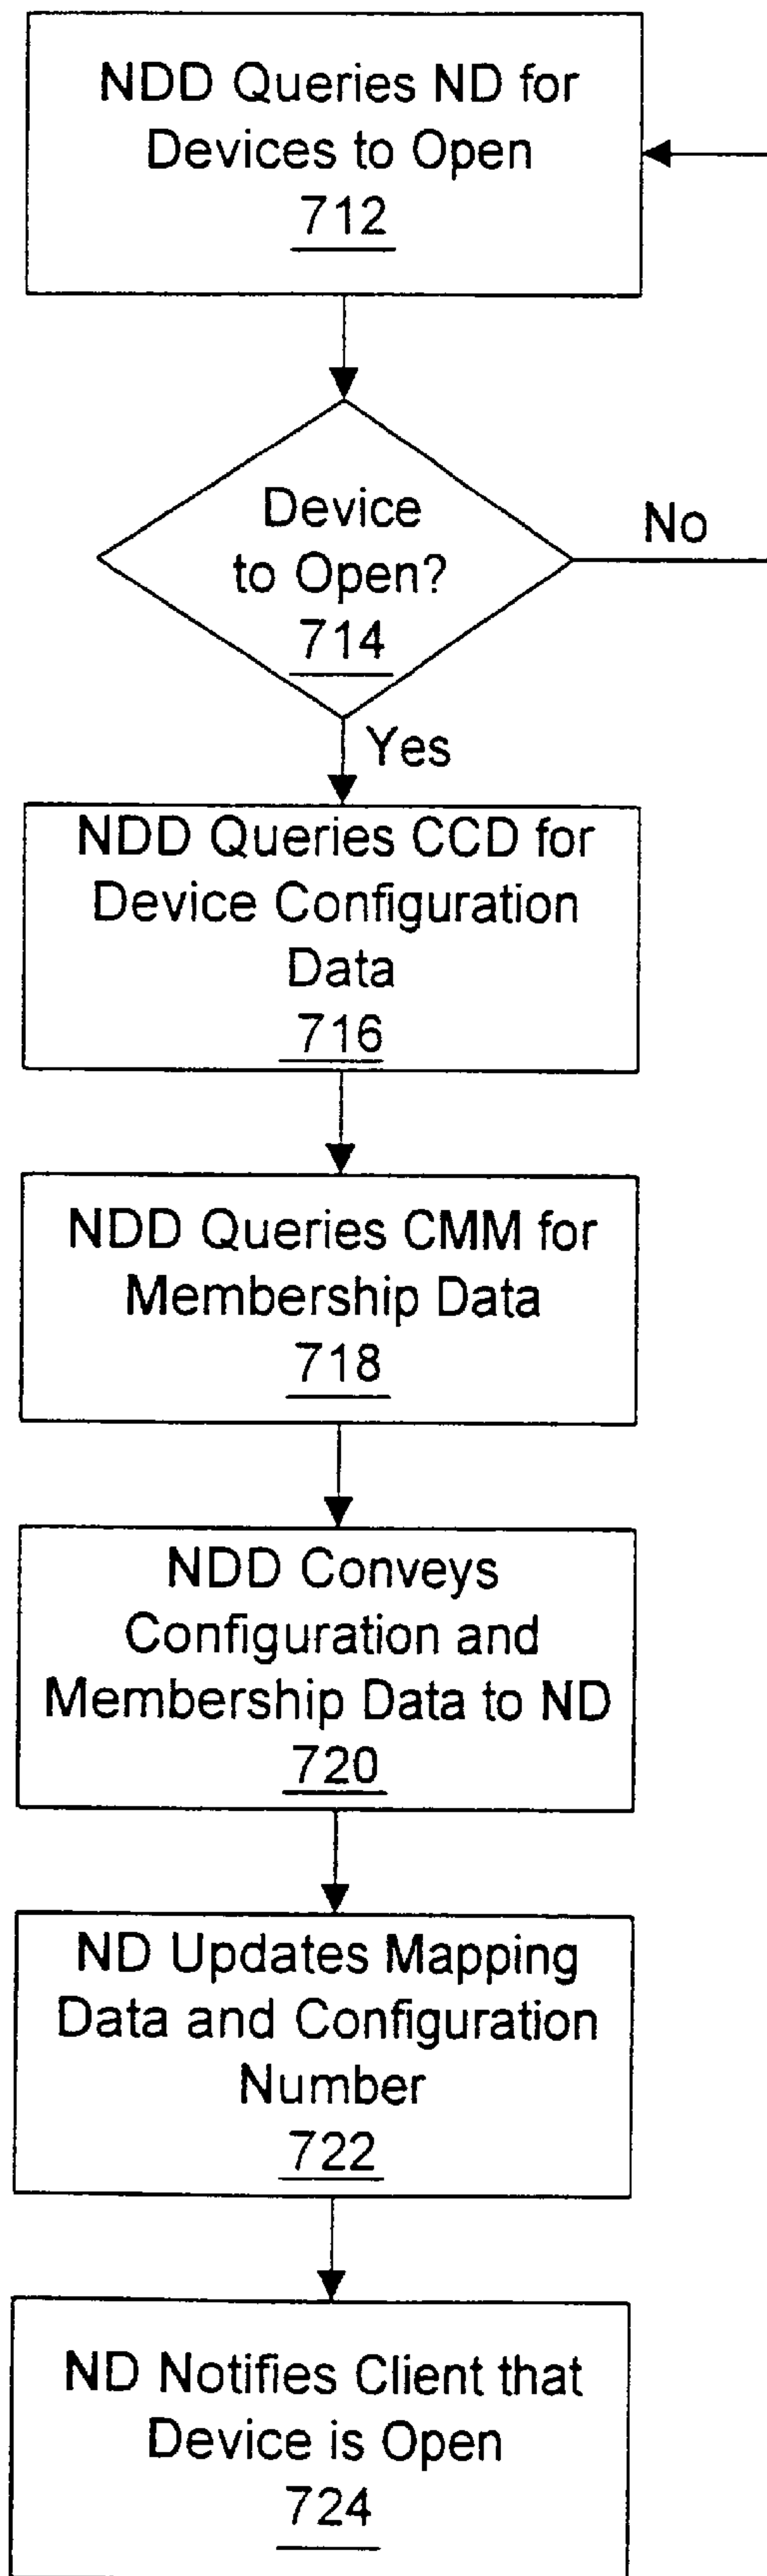 NDD Queries ND for
Devices to Open
712
Device
to Open?
714
No
Yes
NDD Queries CCD for
Device Configuration
Data
716
NDD Queries CMM for
Membership Data
718
NDD Conveys
Configuration and
Membership Data to ND
720
ND Updates Mapping
Data and Configuration
Number
722
ND Notifies Client that
Device is Open
724